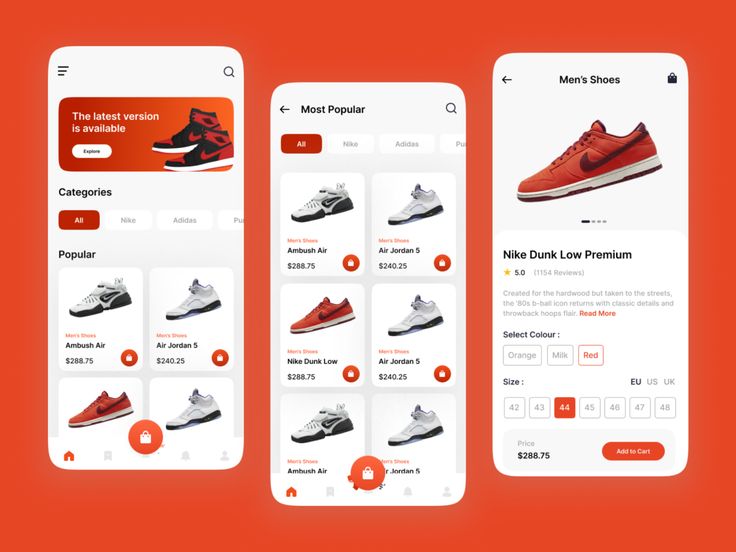 The latest version
is available
Explore
Categories
All
Nike
Adidas
Popular
Men's Shoes
Ambush Air
$288.75
Men's Shoes
Air Jordan 5
$240.25
Most Popular
All
Nike
Adidas
Men's Shoes
Ambush Air
$288.75
Men's Shoes
Air Jordan 5
$240.25
Men's Shoes
Nike Dunk Low
$288.75
Men's Shoes
Air Jordan 5
$240.25
Men's Shoes
Ambush Air
Men's Shoes
Air Jordan 5
Men's Shoes
Nike Dunk Low Premium
5.0 (1154 Reviews)
Created for the hardwood but taken to the streets,
the '80s b-ball icon returns with classic details and
throwback hoops flair. Read More
Select Colour :
Orange
Milk
Red
Size :
EU US UK
42 43 44 45 46 47 48
Price
$288.75
Add to Cart